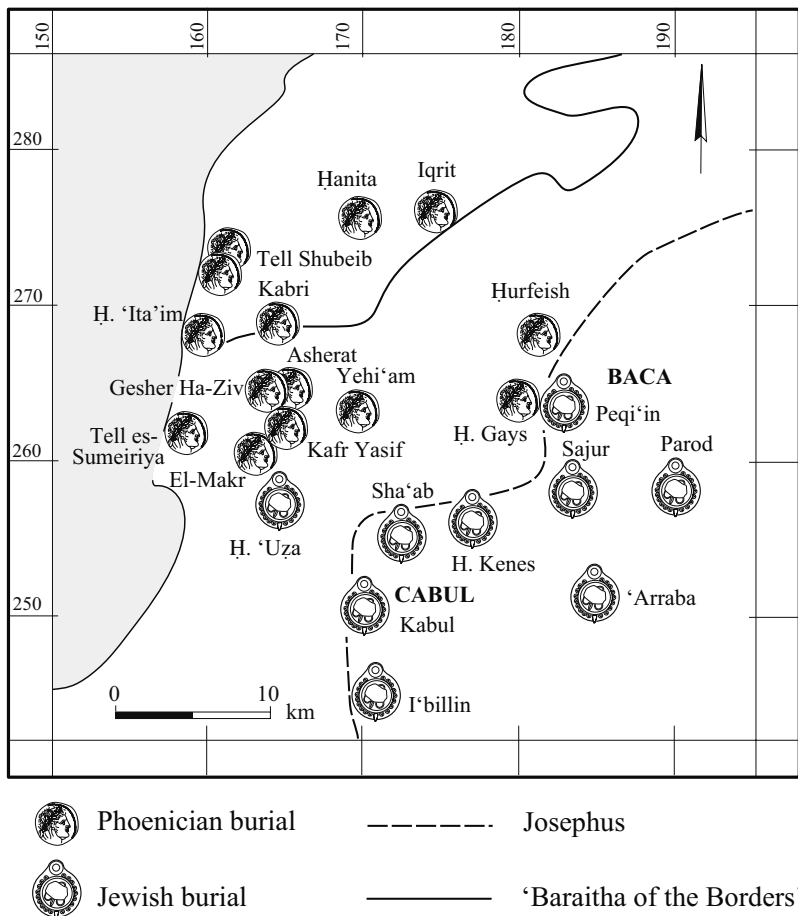 150
160
170
180
190
280
Ḥanita
Iqrit
Tell Shubeib
270
Kabri
Ḥurfeish
Ḥ. ‘Ita’im
Asherat
Gesher Ha-Ziv
Yehi‘am
BACA
Peqi‘in
Tell es-
Sumeiriya
Kafr Yasif
Ḥ. Gays
Sajur
Parod
260
El-Makr
Sha‘ab
Ḥ. ‘Uẓa
H. Kenes
CABUL
Kabul
‘Arraba
250
I‘billin
0
10
km
Phoenician burial
Josephus
Jewish burial
‘Baraitha of the Borders’